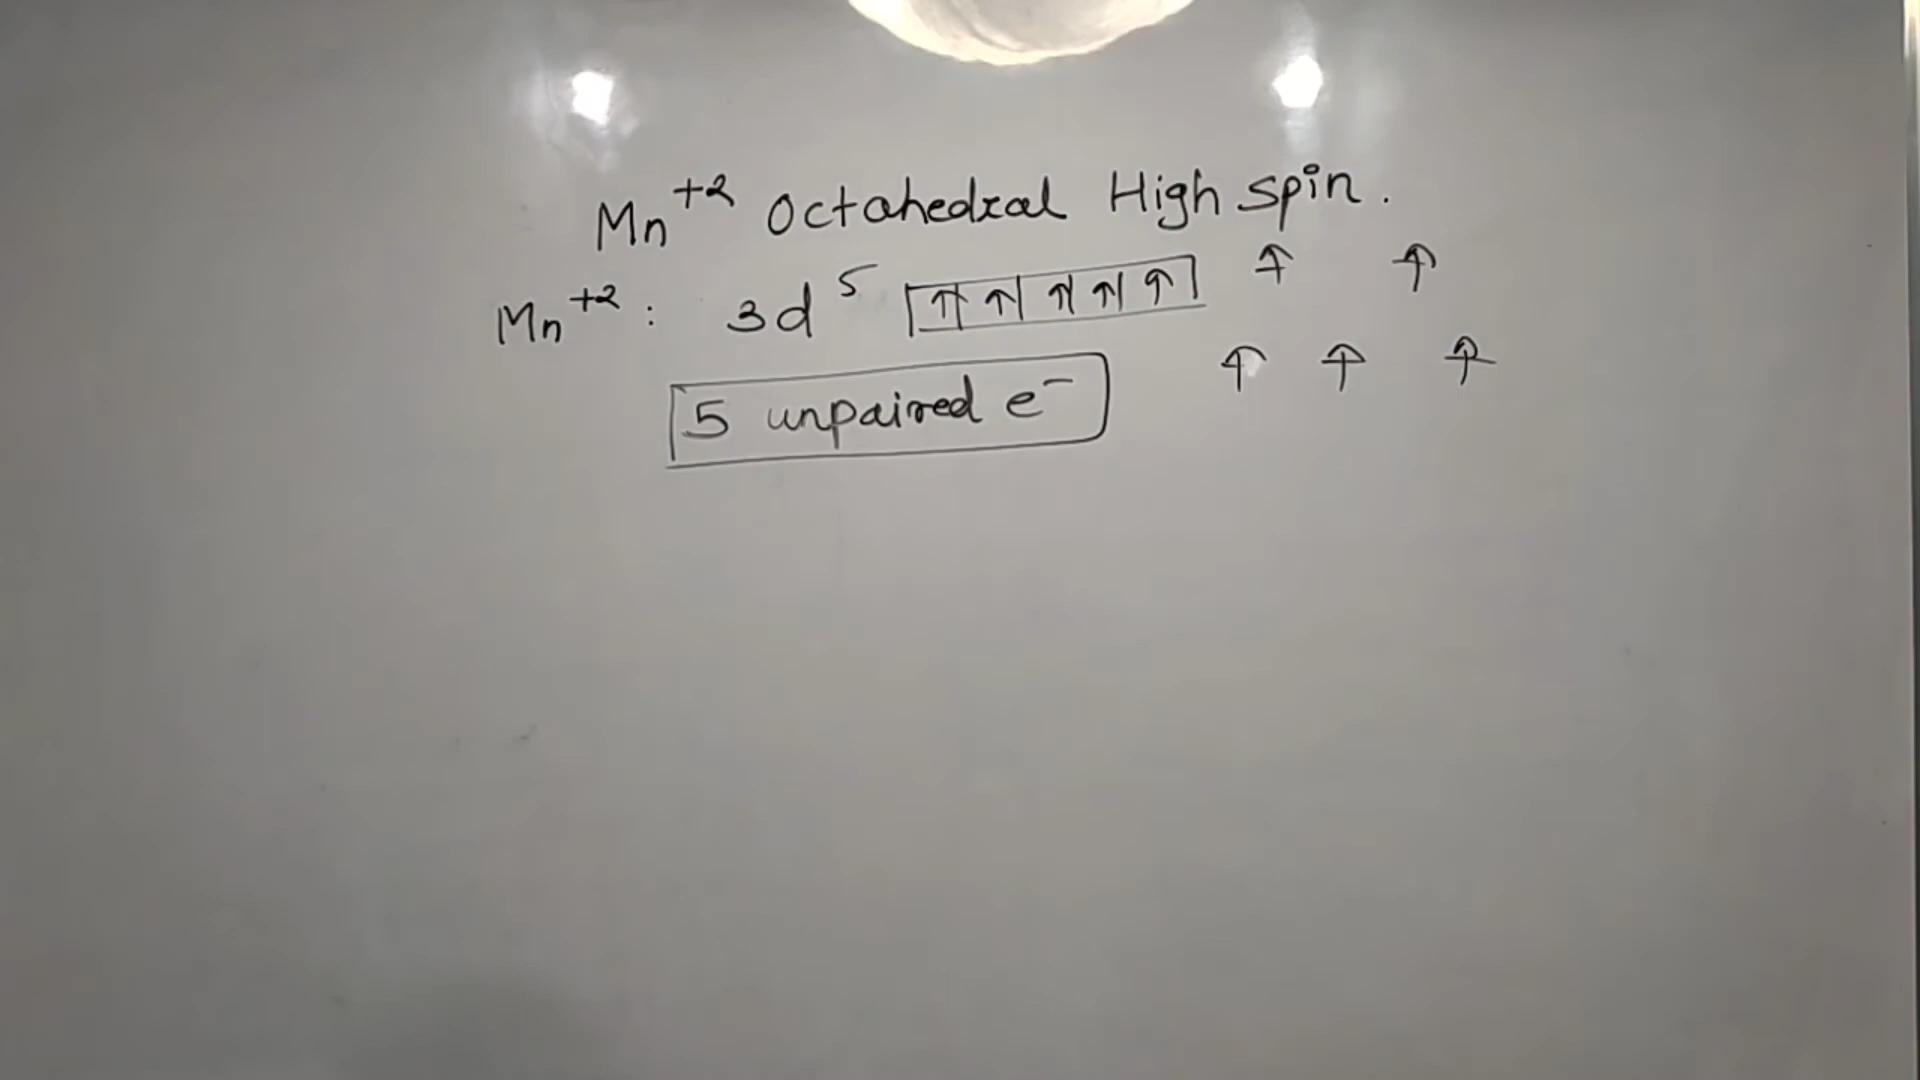 Mn+2 Octahedral High spin.
Mn+2 : 3d5 ↑ ↑ ↑ ↑ ↑ ↑ ↑
5 unpaired e- ↑ ↑ ↑